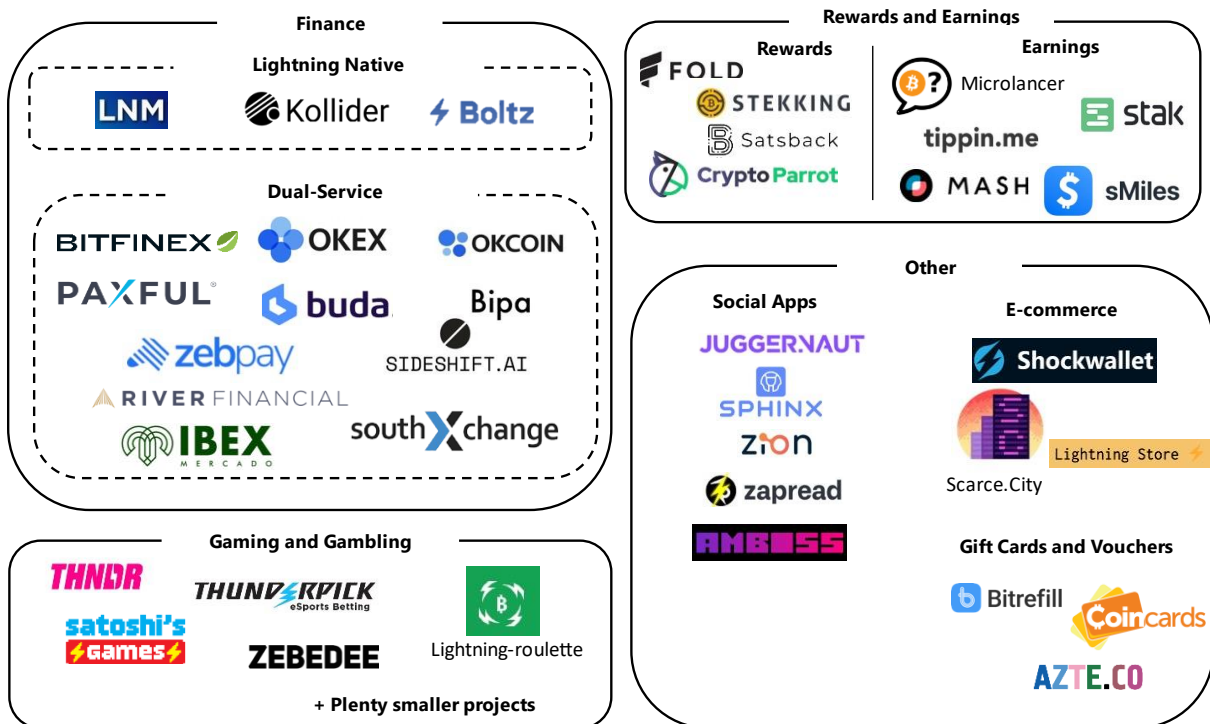 Finance
Lightning Native
LNM
Kollider
Boltz
Dual-Service
BITFINEX
OKEX
OKCOIN
PAXFUL®
buda
Bipa
zebpay
SIDESHIFT.AI
RIVER FINANCIAL
IBEX
MERCADO
southXchange
Gaming and Gambling
THNDR
THUNDERPICK
eSports Betting
satoshi's
GAMES
ZEBEDEE
Lightning-roulette
+ Plenty smaller projects
Rewards and Earnings
Rewards
FOLD
STEKKING
Satsback
CryptoParrot
Earnings
?
Microlancer
stak
tippin.me
MASH
sMiles
Other
Social Apps
JUGGERNAUT
SPHINX
ZION
zapread
AMBOSS
E-commerce
Shockwallet
Lightning Store
Scarce.City
Gift Cards and Vouchers
Bitrefill
Coincards
AZTE.CO